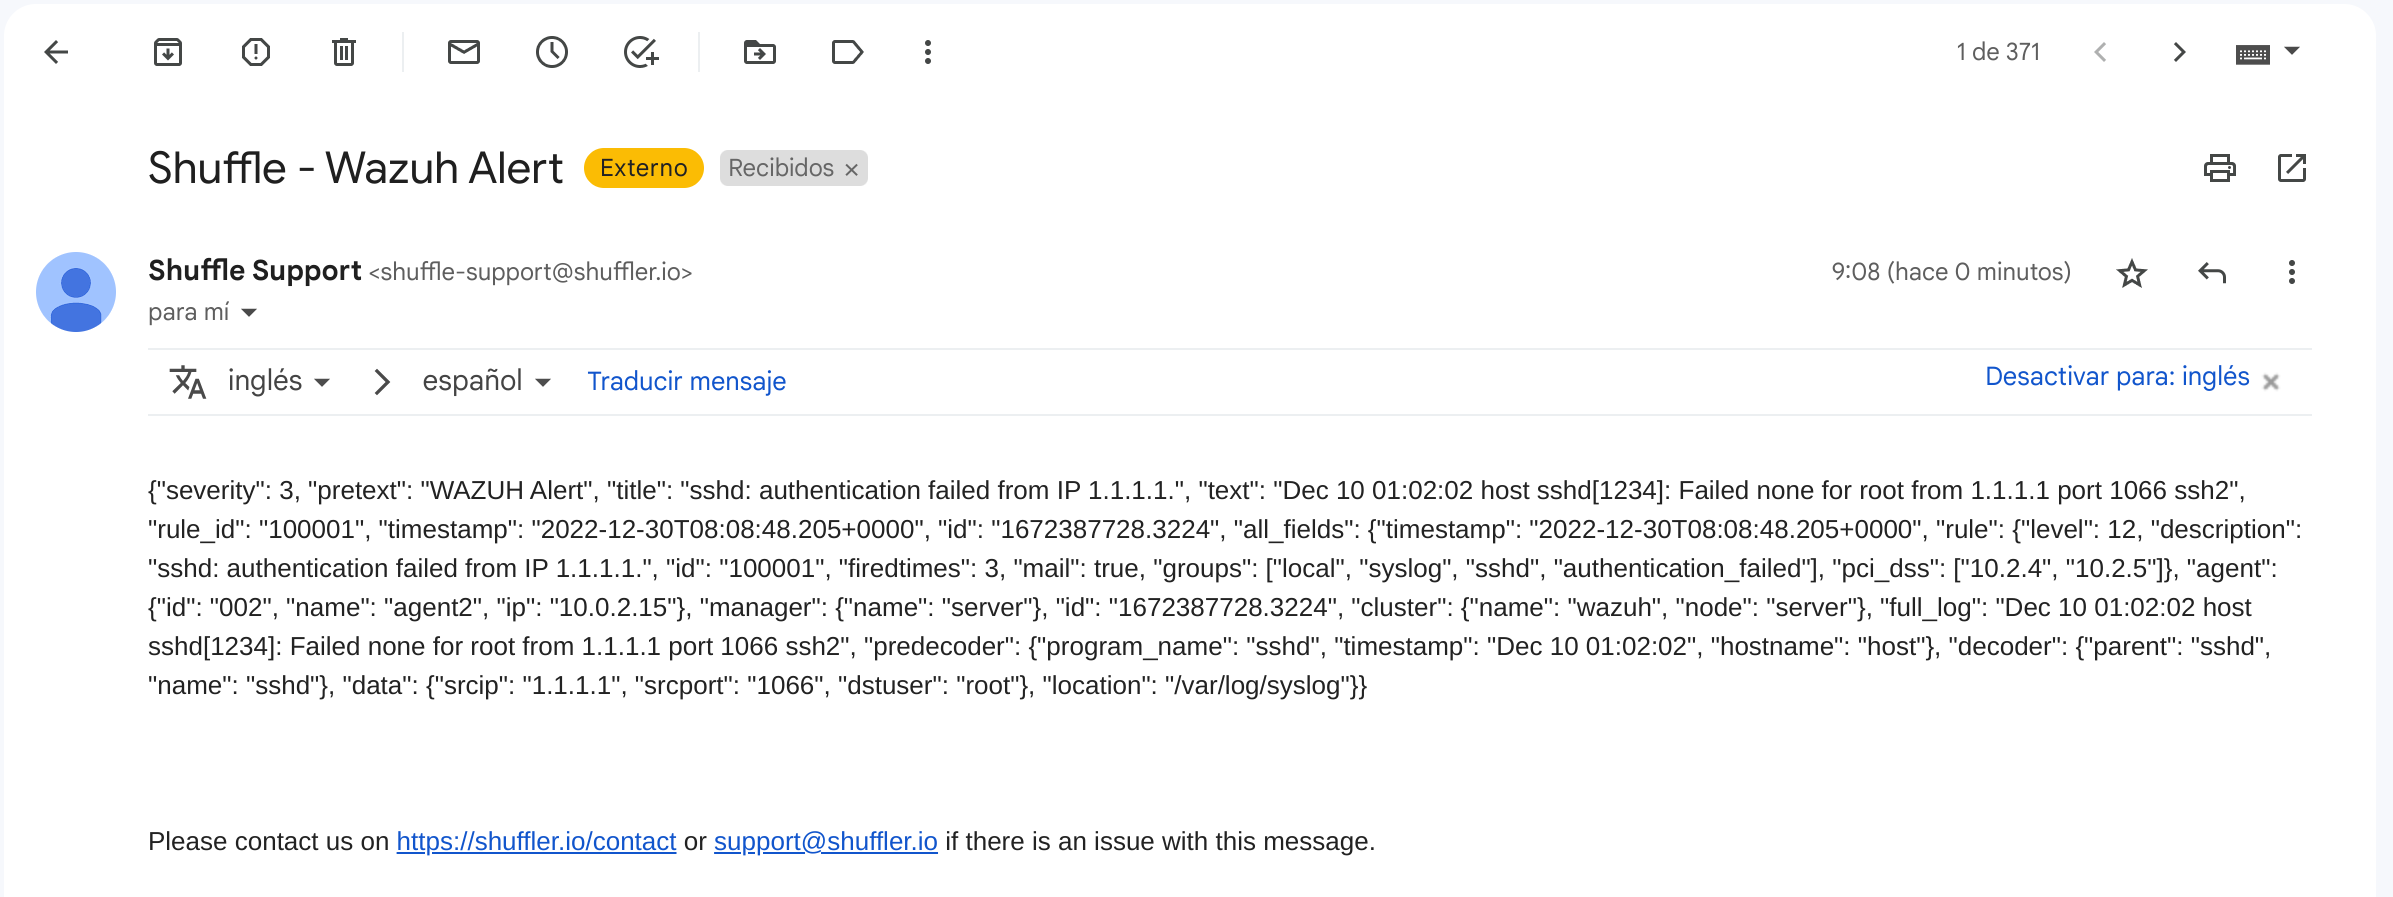 1 de 371
Shuffle - Wazuh Alert Externo Recibidos ×
Shuffle Support <shuffle-support@shuffler.io> 9:08 (hace 0 minutos)
para mí
inglés español Traducir mensaje Desactivar para: inglés ×
{"severity": 3, "pretext": "WAZUH Alert", "title": "sshd: authentication failed from IP 1.1.1.1.", "text": "Dec 10 01:02:02 host sshd[1234]: Failed none for root from 1.1.1.1 port 1066 ssh2",
"rule_id": "100001", "timestamp": "2022-12-30T08:08:48.205+0000", "id": "1672387728.3224", "all_fields": {"timestamp": "2022-12-30T08:08:48.205+0000", "rule": {"level": 12, "description":
"sshd: authentication failed from IP 1.1.1.1.", "id": "100001", "firedtimes": 3, "mail": true, "groups": ["local", "syslog", "sshd", "authentication_failed"], "pci_dss": ["10.2.4", "10.2.5"]}, "agent":
{"id": "002", "name": "agent2", "ip": "10.0.2.15"}, "manager": {"name": "server"}, "id": "1672387728.3224", "cluster": {"name": "wazuh", "node": "server"}, "full_log": "Dec 10 01:02:02 host
sshd[1234]: Failed none for root from 1.1.1.1 port 1066 ssh2", "predecoder": {"program_name": "sshd", "timestamp": "Dec 10 01:02:02", "hostname": "host"}, "decoder": {"parent": "sshd",
"name": "sshd"}, "data": {"srcip": "1.1.1.1", "srcport": "1066", "dstuser": "root"}, "location": "/var/log/syslog"}}
Please contact us on https://shuffler.io/contact or support@shuffler.io if there is an issue with this message.